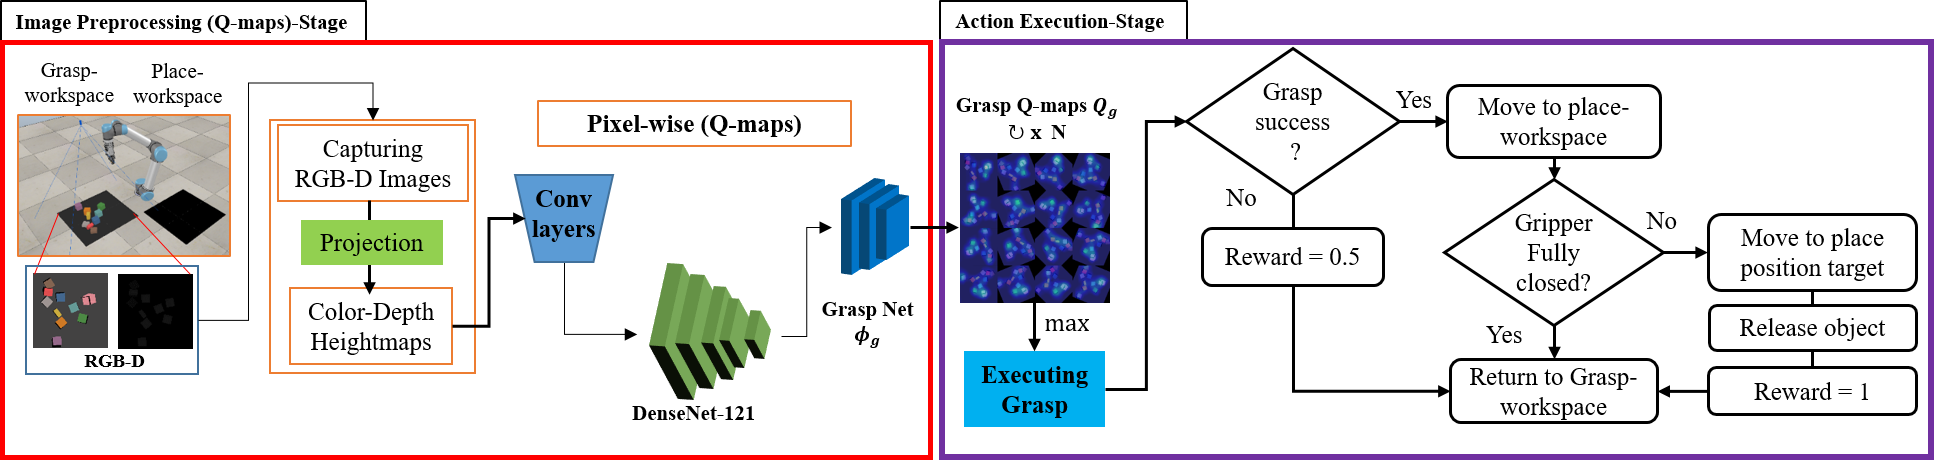 Image Preprocessing (Q-maps)-Stage
Grasp-
workspace
Place-
workspace
RGB-D
Capturing
RGB-D Images
Projection
Color-Depth
Heightmaps
Pixel-wise (Q-maps)
Conv
layers
DenseNet-121
Grasp Net
ϕg
Action Execution-Stage
Grasp Q-maps Qg
↻ x N
max
Executing
Grasp
Grasp
success
?
Yes
No
Reward = 0.5
Move to place-
workspace
Gripper
Fully
closed?
No
Yes
Move to place
position target
Release object
Reward = 1
Return to Grasp-
workspace